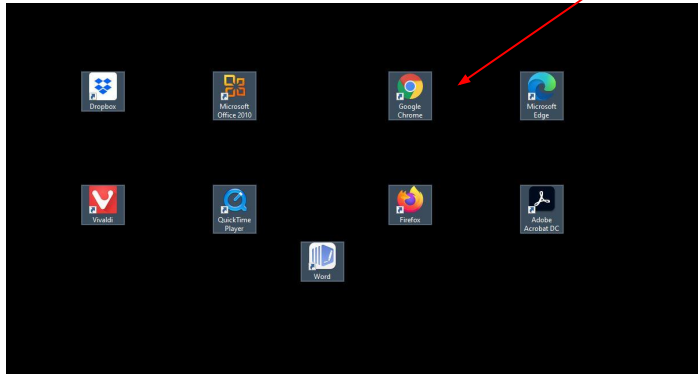 Dropbox
Microsoft
Office 2010
Google
Chrome
Microsoft
Edge
Vivaldi
QuickTime
Player
Firefox
Adobe
Acrobat DC
Word